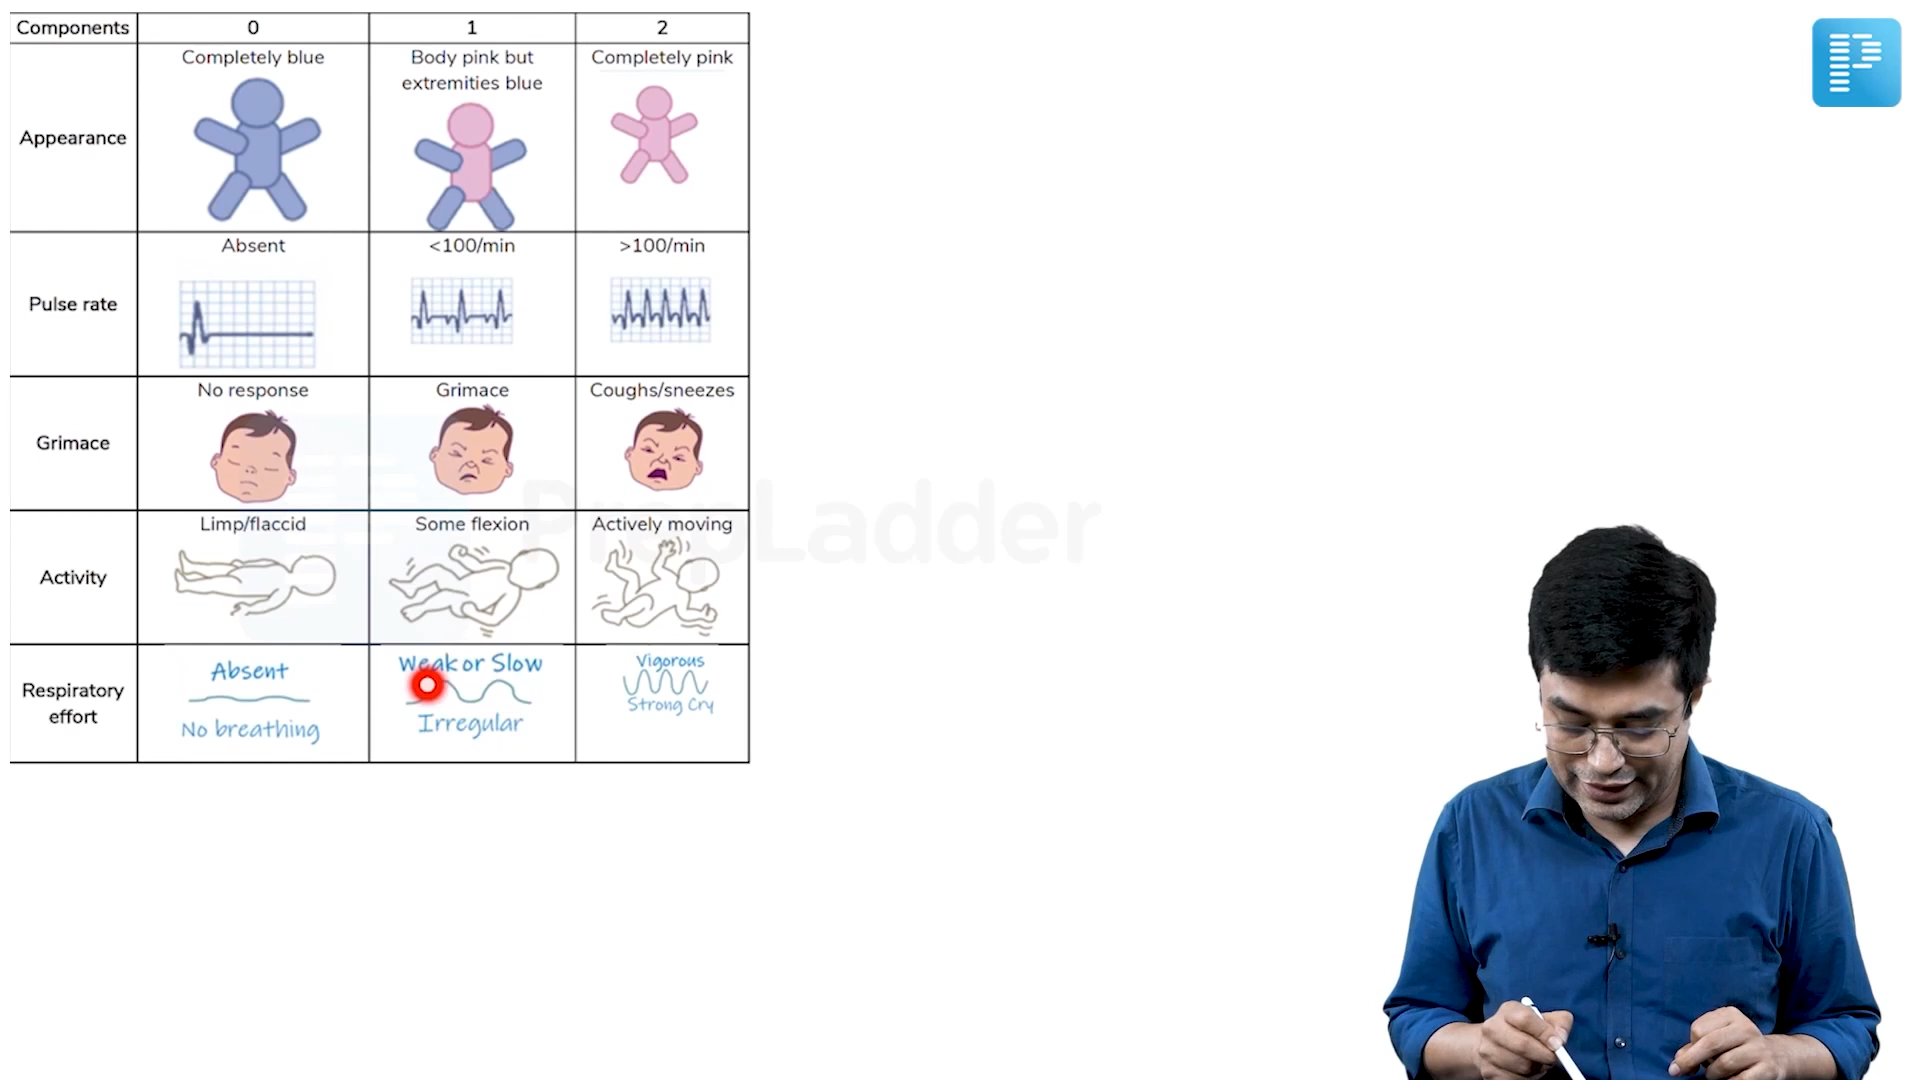 Components 0 1 2
Appearance
Completely blue
Body pink but
extremities blue
Completely pink
Pulse rate
Absent
<100/min
>100/min
Grimace
No response
Grimace
Coughs/sneezes
Activity
Limp/flaccid
Some flexion
Actively moving
Respiratory
effort
Absent
No breathing
Weak or Slow
Irregular
Vigorous
Strong Cry
PrepLadder